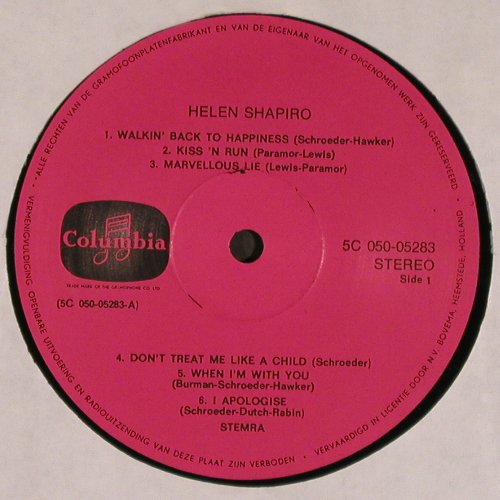 ·ALLE RECHTEN VAN DE GRAMOFOONPLATENFABRIKANT EN VAN DE EIGENAAR VAN HET OPGENOMEN WERK ZIJN GERESERVEERD·
HELEN SHAPIRO
1. WALKIN' BACK TO HAPPINESS (Schroeder-Hawker)
2. KISS 'N RUN (Paramor-Lewis)
3. MARVELLOUS LIE (Lewis-Paramor)
Columbia
TRADE MARK OF THE GRAMOPHONE CO. LTD
(5C 050-05283-A)
5C 050-05283
STEREO
Side 1
4. DON'T TREAT ME LIKE A CHILD (Schroeder)
5. WHEN I'M WITH YOU
(Burman-Schroeder-Hawker)
6. I APOLOGISE
(Schroeder-Dutch-Rabin)
STEMRA
VERMENIGVULDIGING OPENBARE UITVOERING EN RADIOUITZENDING VAN DEZE PLAAT ZIJN VERBODEN · VERVAARDIGD IN LICENTIE DOOR N.V. BOVEMA, HEEMSTEDE, HOLLAND